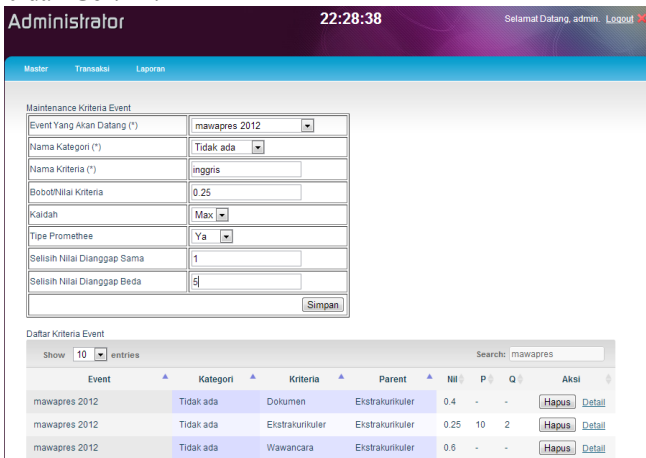 Administrator 22:28:38 Selamat Datang, admin. Logout
Master Transaksi Laporan
Maintenance Kriteria Event
Event Yang Akan Datang (*) mawapres 2012
Nama Kategori (*) Tidak ada
Nama Kriteria (*) inggris
Bobot/Nilai Kriteria 0.25
Kaidah Max
Tipe Promethee Ya
Selisih Nilai Dianggap Sama 1
Selisih Nilai Dianggap Beda 5
Simpan
Daftar Kriteria Event
Show 10 entries Search: mawapres
Event Kategori Kriteria Parent Nil P Q Aksi
mawapres 2012 Tidak ada Dokumen Ekstrakurikuler 0.4 - - Hapus Detail
mawapres 2012 Tidak ada Ekstrakurikuler Ekstrakurikuler 0.25 10 2 Hapus Detail
mawapres 2012 Tidak ada Wawancara Ekstrakurikuler 0.6 - - Hapus Detail